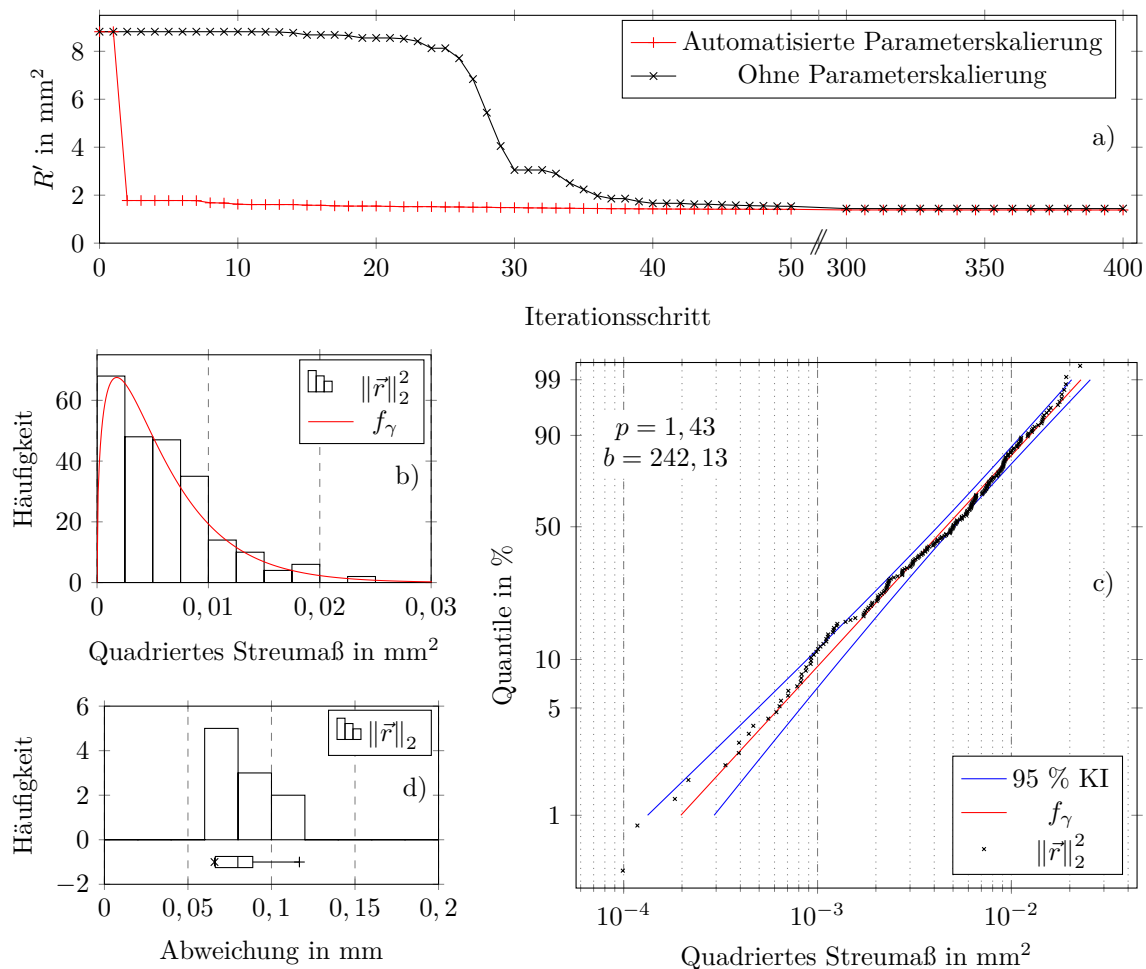 8
6
4
2
0
R′ in mm²
Automatisierte Parameterskalierung
Ohne Parameterskalierung
a)
0 10 20 30 40 50 300 350 400
Iterationsschritt
60
40
20
0
Häufigkeit
‖r⃗‖₂²
f_γ
b)
0 0,01 0,02 0,03
Quadriertes Streumaß in mm²
6
4
2
0
−2
Häufigkeit
‖r⃗‖₂
d)
0 0,05 0,1 0,15 0,2
Abweichung in mm
99
90
50
10
5
1
Quantile in %
p = 1,43
b = 242,13
c)
95 % KI
f_γ
‖r⃗‖₂²
10⁻⁴ 10⁻³ 10⁻²
Quadriertes Streumaß in mm²